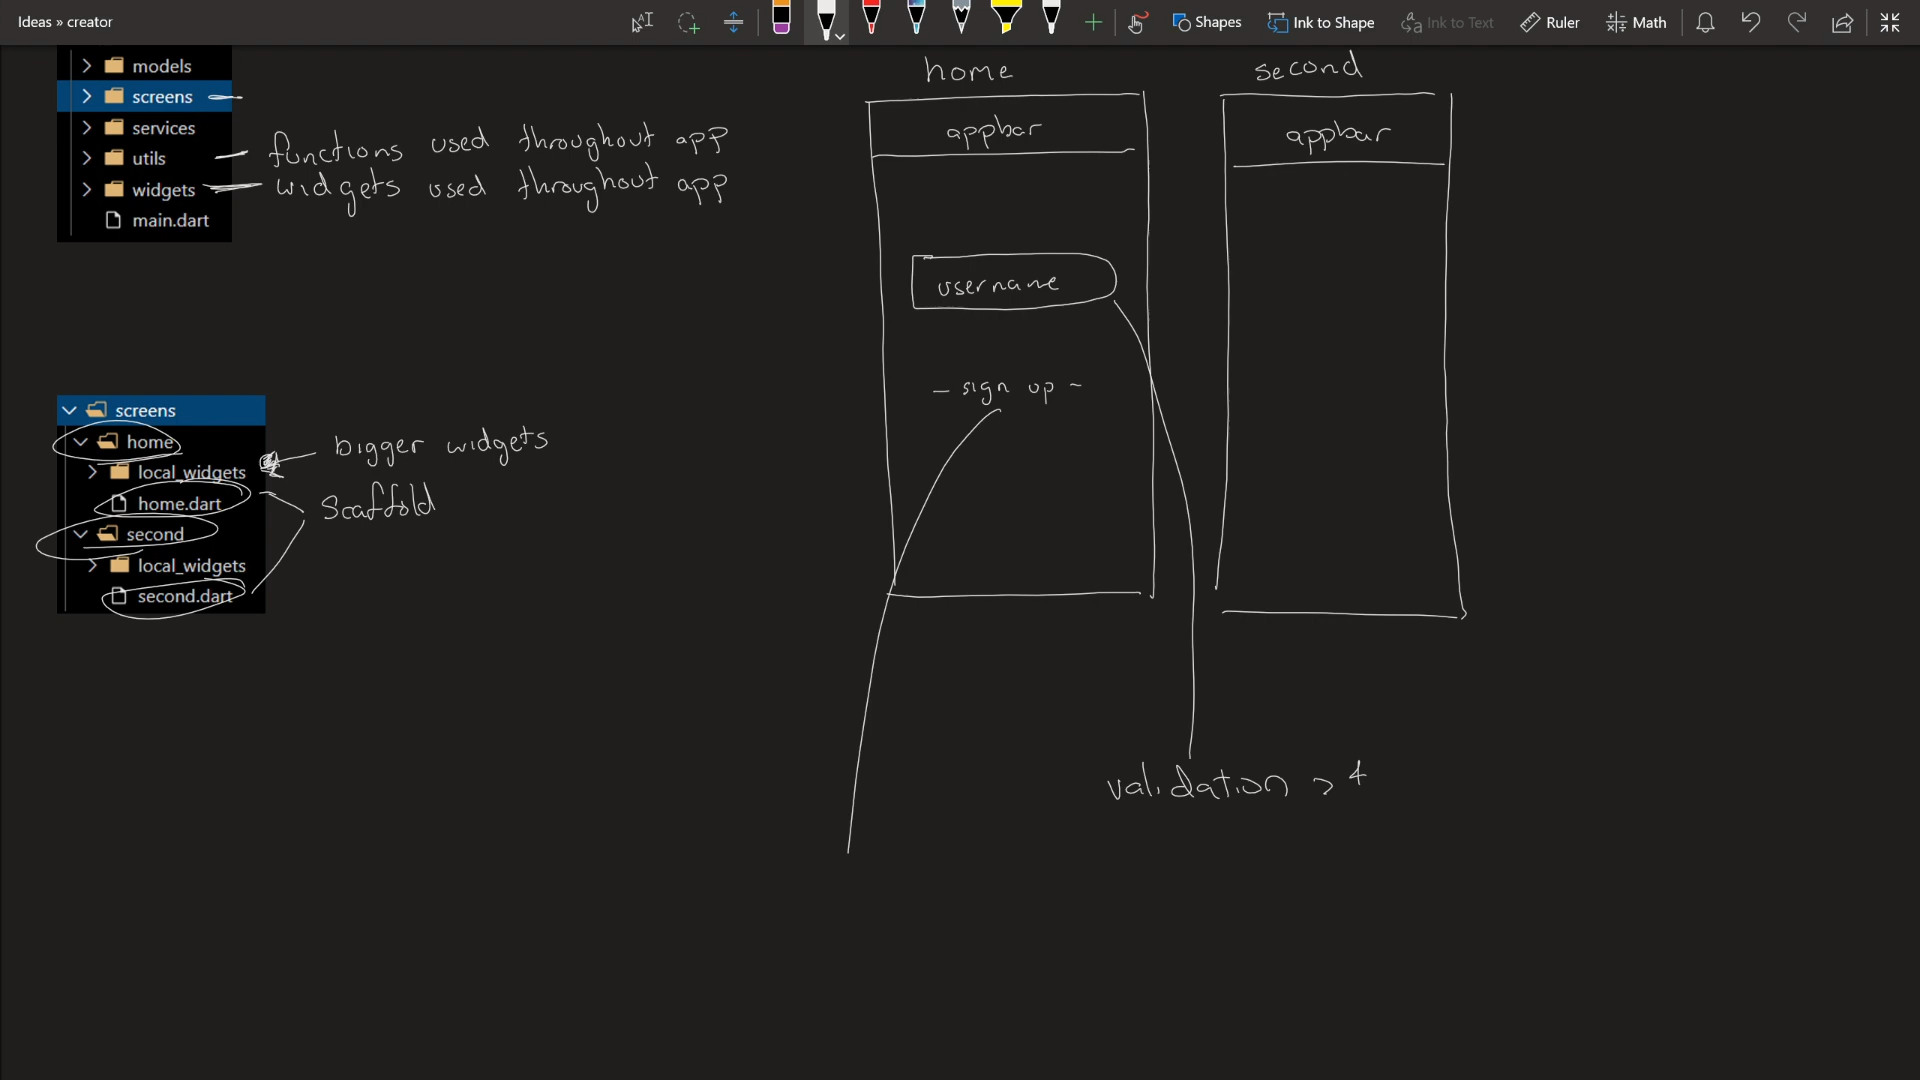 Ideas » creator
Shapes
Ink to Shape
Ink to Text
Ruler
Math
models
screens
services
utils
widgets
main.dart
functions used throughout app
widgets used throughout app
screens
home
local_widgets
home.dart
second
local_widgets
second.dart
bigger widgets
Scaffold
home
appbar
username
- sign up -
second
appbar
validation > 4